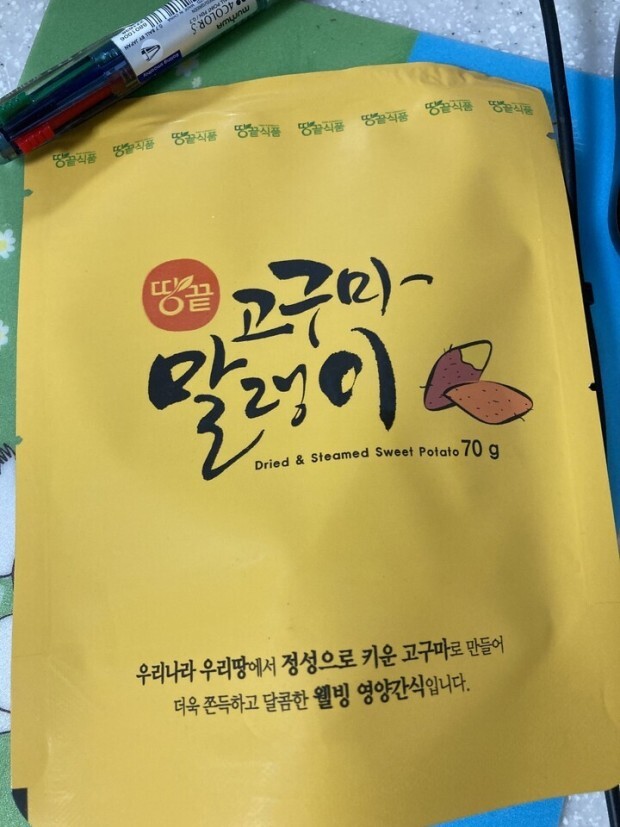 murhum
4COLOR-S
땅끝식품 땅끝식품 땅끝식품 땅끝식품 땅끝식품 땅끝식품 땅끝식품 땅끝식품
땅끝
고구마
말랭이
Dried & Steamed Sweet Potato 70 g
우리나라 우리땅에서 정성으로 키운 고구마로 만들어
더욱 쫀득하고 달콤한 웰빙 영양간식입니다.